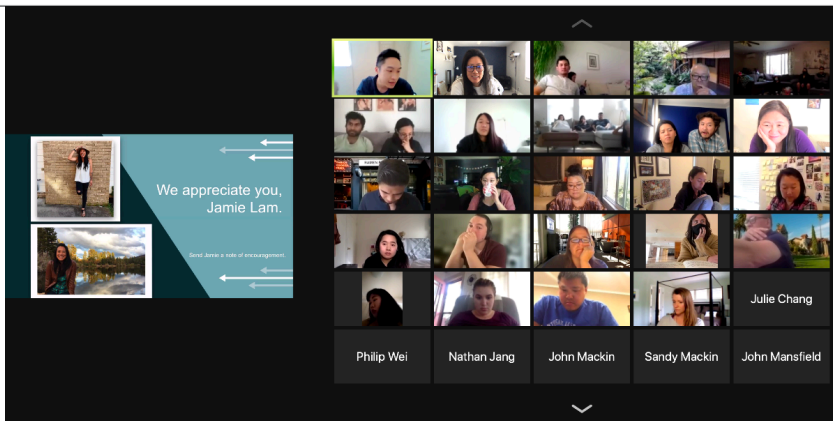 We appreciate you,
Jamie Lam.
Send Jamie a note of encouragement.
Julie Chang
Philip Wei
Nathan Jang
John Mackin
Sandy Mackin
John Mansfield